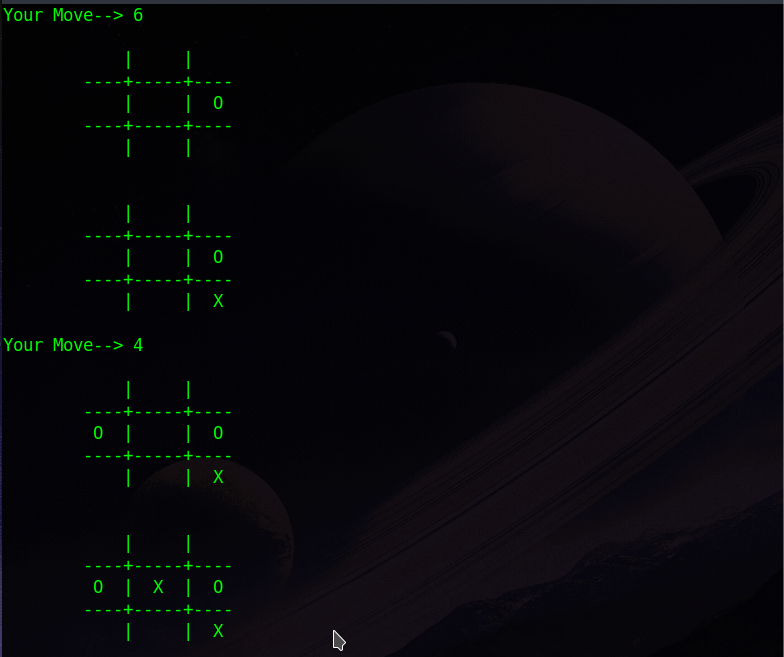 Your Move--> 6
     |     |
----+-----+----
     |     |  O
----+-----+----
     |     |
     |     |
----+-----+----
     |     |  O
----+-----+----
     |     |  X
Your Move--> 4
     |     |
----+-----+----
 O  |     |  O
----+-----+----
     |     |  X
     |     |
----+-----+----
 O  |  X  |  O
----+-----+----
     |     |  X